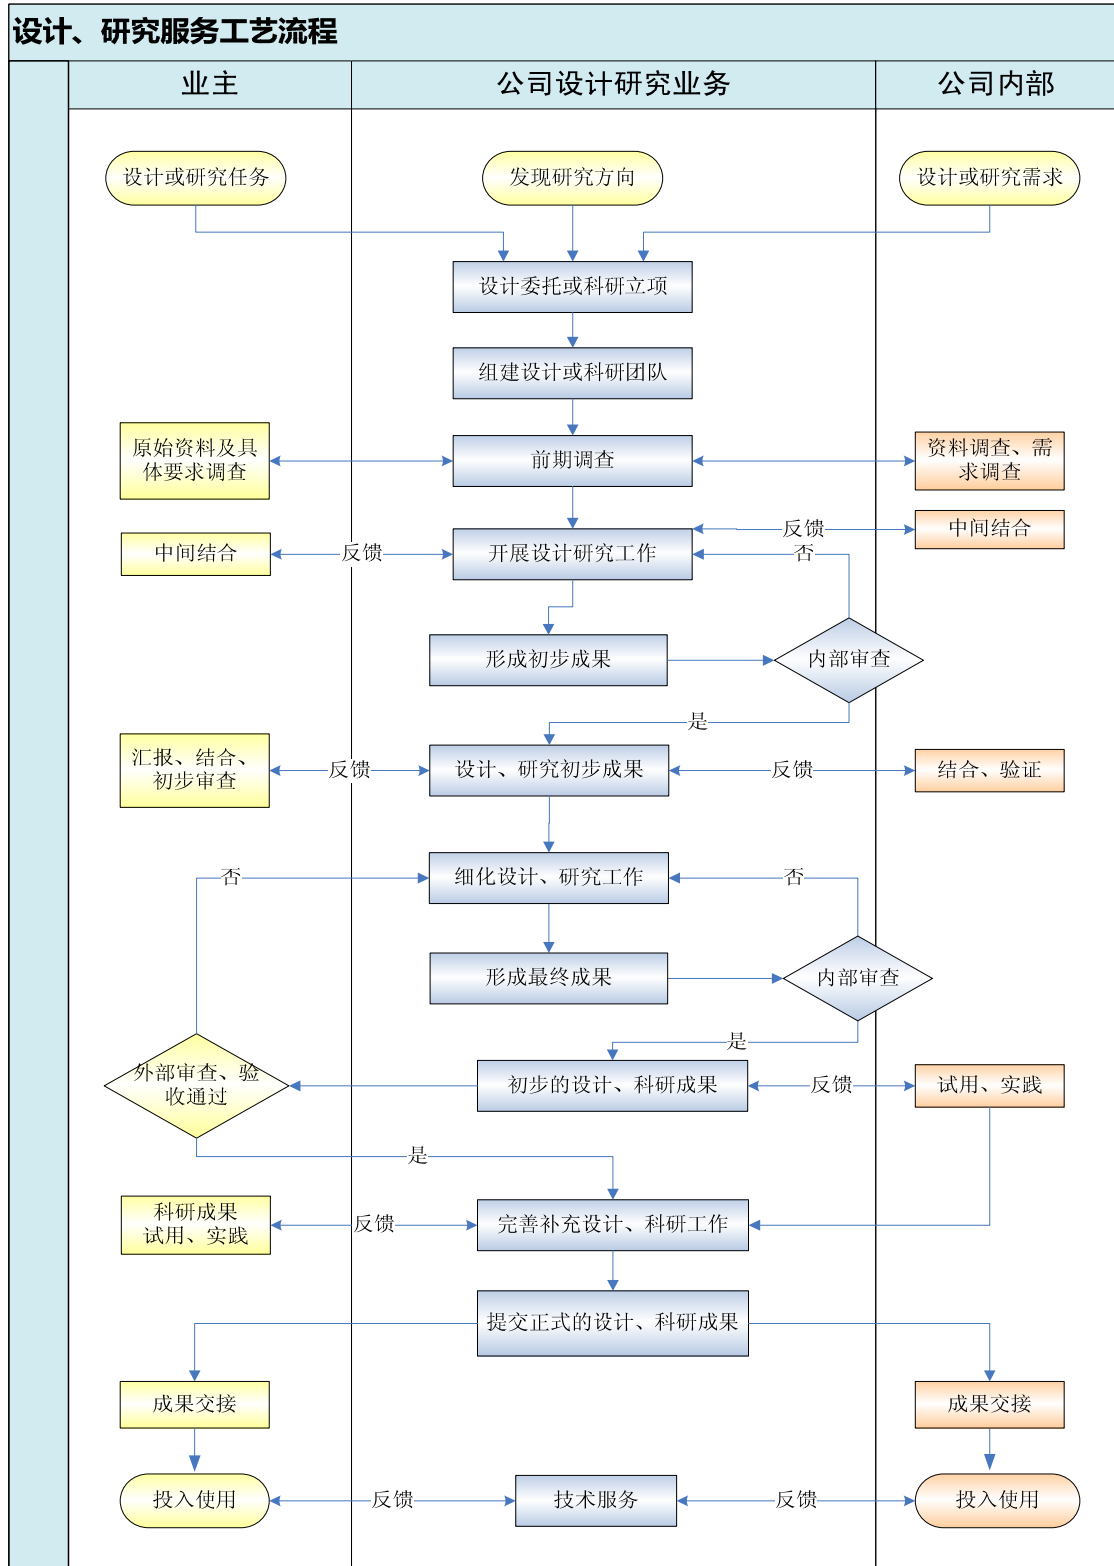 设计、研究服务工艺流程
业主
公司设计研究业务
公司内部
设计或研究任务
发现研究方向
设计或研究需求
设计委托或科研立项
组建设计或科研团队
原始资料及具
体要求调查
前期调查
资料调查、需
求调查
反馈
中间结合
中间结合
反馈
开展设计研究工作
否
形成初步成果
内部审查
是
汇报、结合、
初步审查
反馈
设计、研究初步成果
反馈
结合、验证
否
细化设计、研究工作
否
形成最终成果
内部审查
是
外部审查、验
收通过
初步的设计、科研成果
反馈
试用、实践
是
科研成果
试用、实践
反馈
完善补充设计、科研工作
提交正式的设计、科研成果
成果交接
成果交接
投入使用
反馈
技术服务
反馈
投入使用